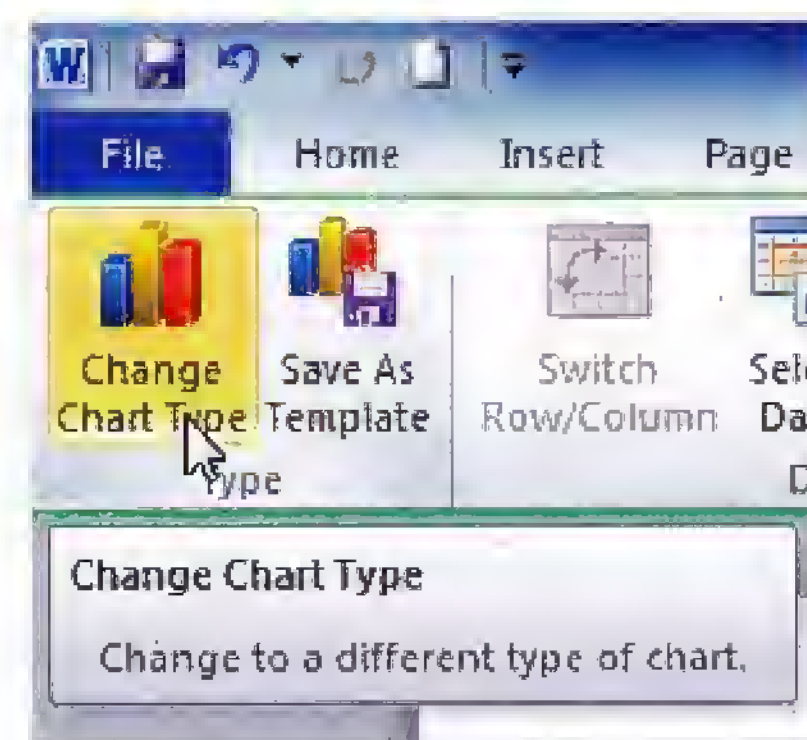 W
File Home Insert Page
Change Save As Switch
Chart Type Template Row/Column
Type
Change Chart Type
Change to a different type of chart.